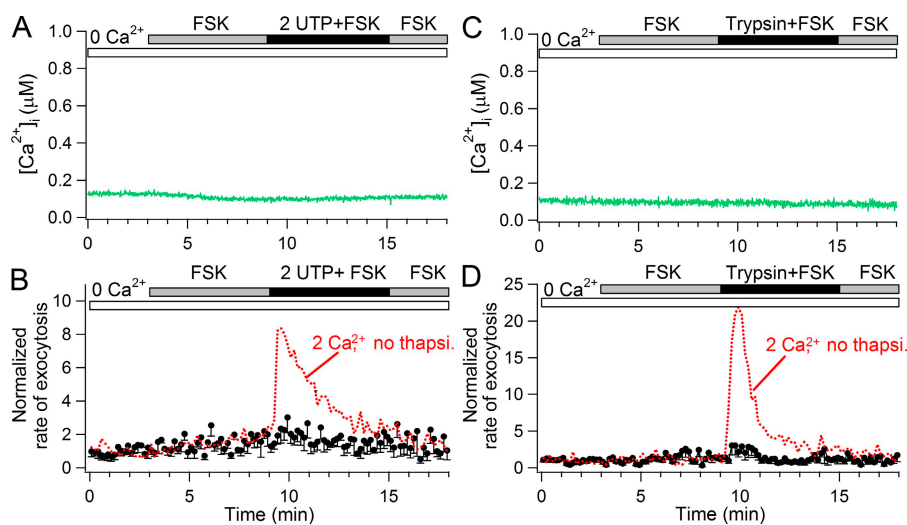 A
0 Ca²⁺
FSK
2 UTP+FSK
FSK
[Ca²⁺]ᵢ (μM)
1.0
0.8
0.6
0.4
0.2
0.0
0
5
10
15
B
0 Ca²⁺
FSK
2 UTP+ FSK
FSK
Normalized
rate of exocytosis
10
8
6
4
2
0
2 Ca²⁺, no thapsi.
0
5
10
15
Time (min)
C
0 Ca²⁺
FSK
Trypsin+FSK
FSK
[Ca²⁺]ᵢ (μM)
1.0
0.8
0.6
0.4
0.2
0.0
0
5
10
15
D
0 Ca²⁺
FSK
Trypsin+FSK
FSK
Normalized
rate of exocytosis
25
20
15
10
5
0
2 Ca²⁺, no thapsi.
0
5
10
15
Time (min)